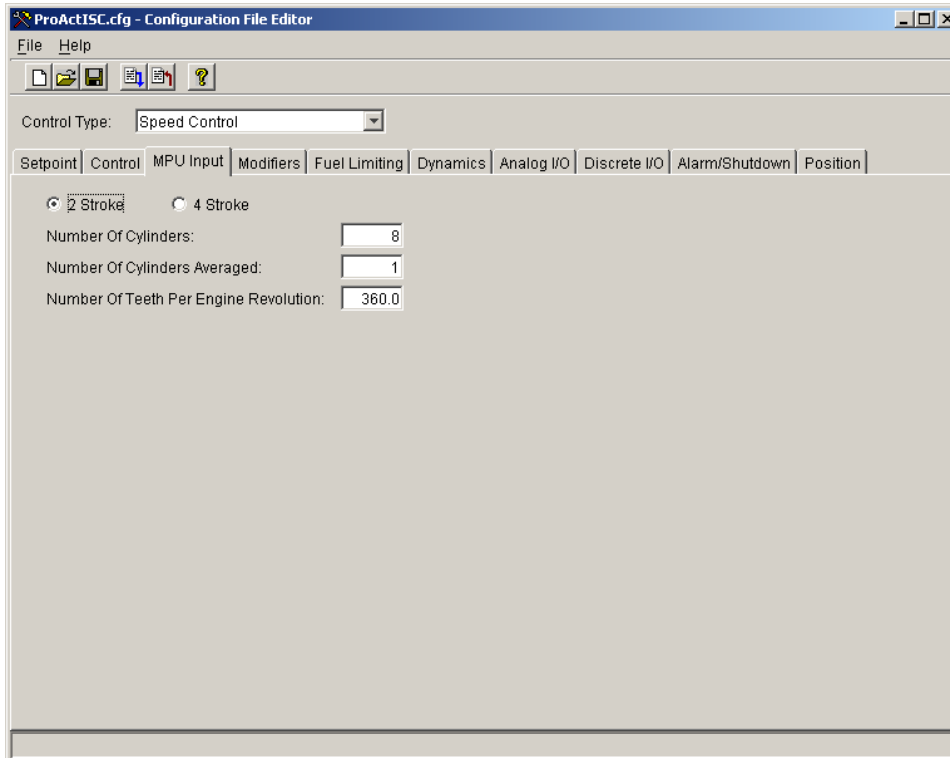 ProActISC.cfg - Configuration File Editor
File Help
Control Type: Speed Control
Setpoint Control MPU Input Modifiers Fuel Limiting Dynamics Analog I/O Discrete I/O Alarm/Shutdown Position
2 Stroke 4 Stroke
Number Of Cylinders: 8
Number Of Cylinders Averaged: 1
Number Of Teeth Per Engine Revolution: 360.0